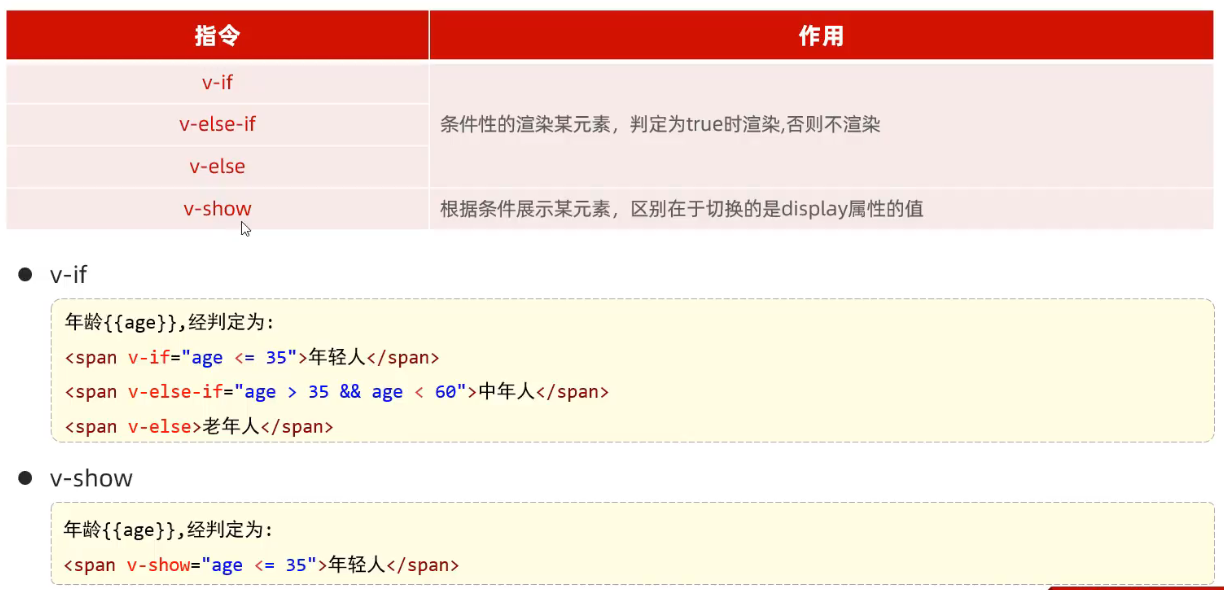 指令 作用
v-if
v-else-if 条件性的渲染某元素，判定为true时渲染,否则不渲染
v-else
v-show 根据条件展示某元素，区别在于切换的是display属性的值
● v-if
年龄{{age}},经判定为:
<span v-if="age <= 35">年轻人</span>
<span v-else-if="age > 35 && age < 60">中年人</span>
<span v-else>老年人</span>
● v-show
年龄{{age}},经判定为:
<span v-show="age <= 35">年轻人</span>